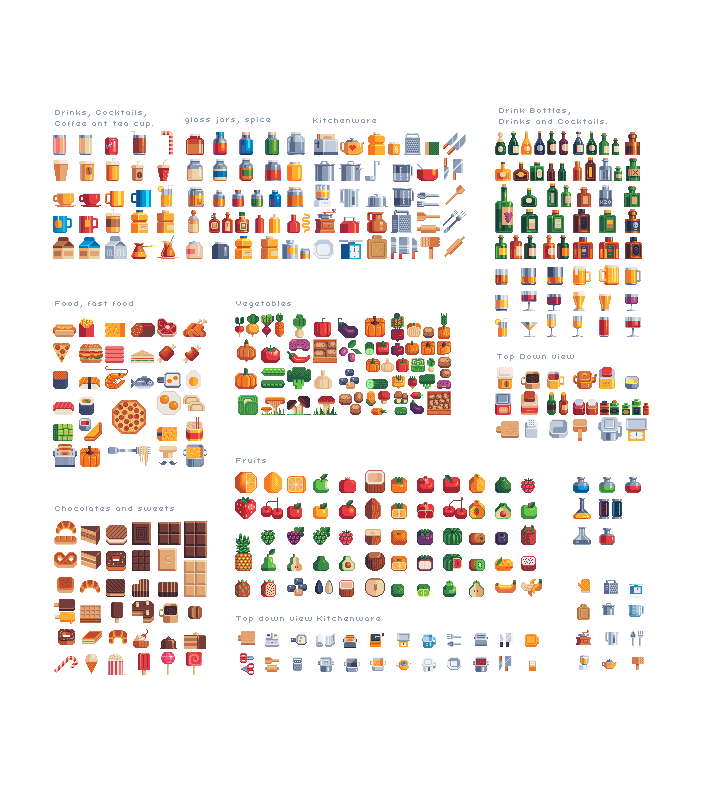 Drinks, Cocktails,
Coffee ant tea cup.
glass jars, spice
Kitchenware
Drink Bottles,
Drinks and Cocktails.
H2O
Food, fast food
Vegetables
Top Down view
Fruits
Chocolates and sweets
Top down view Kitchenware